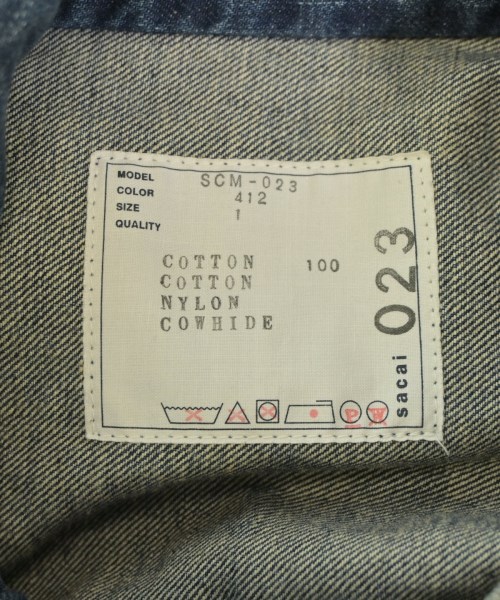 MODEL SCM-023
COLOR 412
SIZE 1
QUALITY
COTTON 100
COTTON
NYLON
COWHIDE
P W
sacai 023